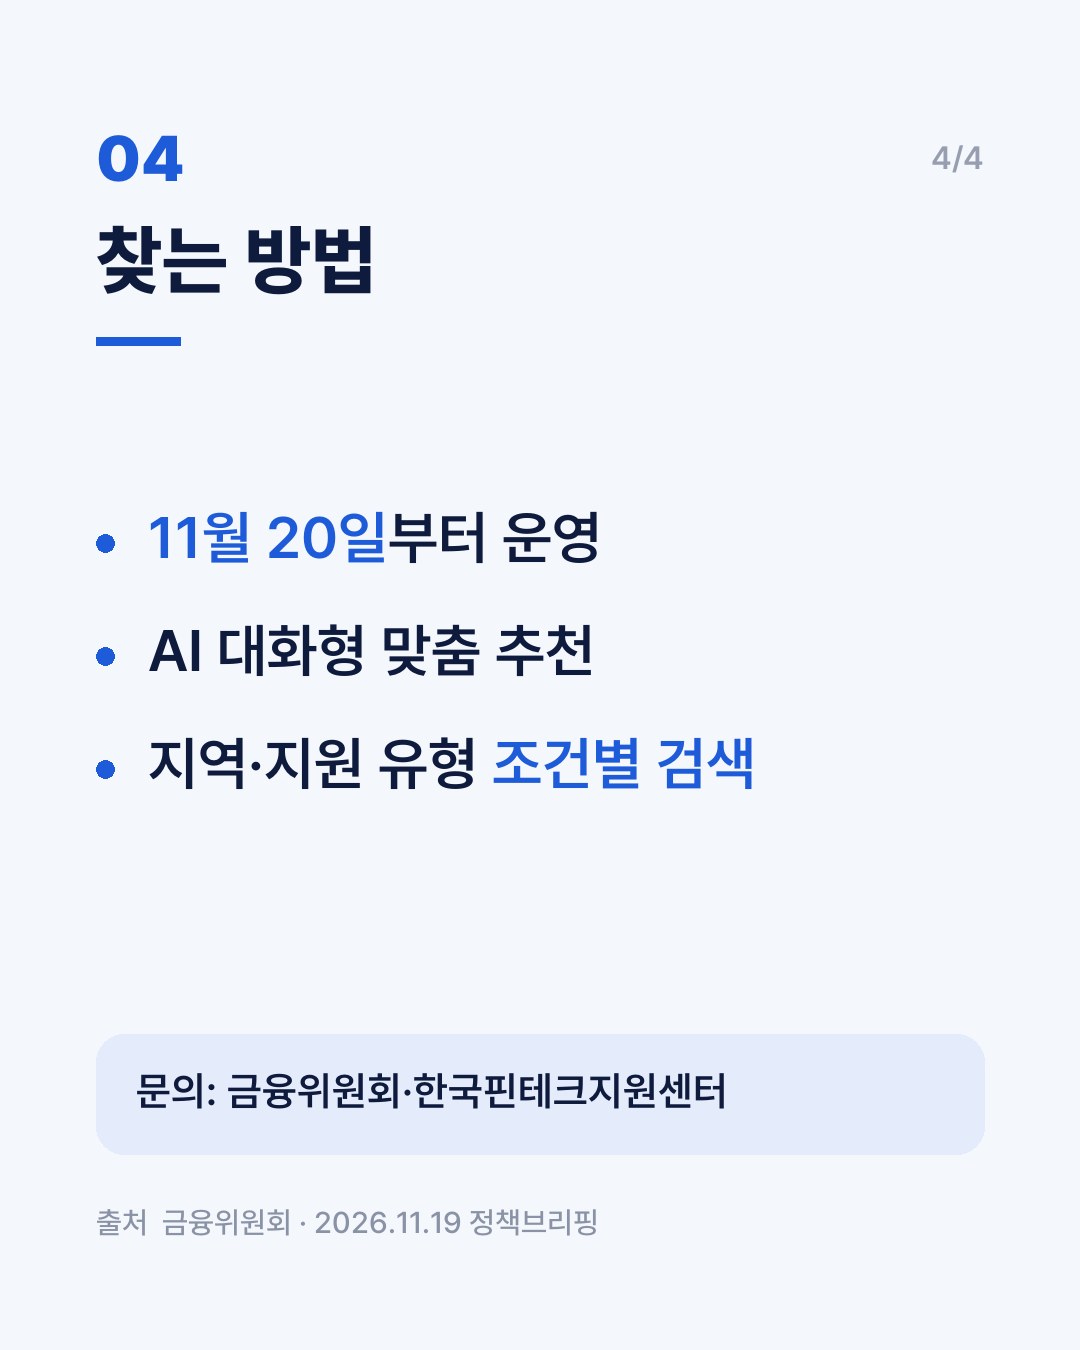 04
4/4
찾는 방법
11월 20일부터 운영
AI 대화형 맞춤 추천
지역·지원 유형 조건별 검색
문의: 금융위원회·한국핀테크지원센터
출처 금융위원회 · 2026.11.19 정책브리핑